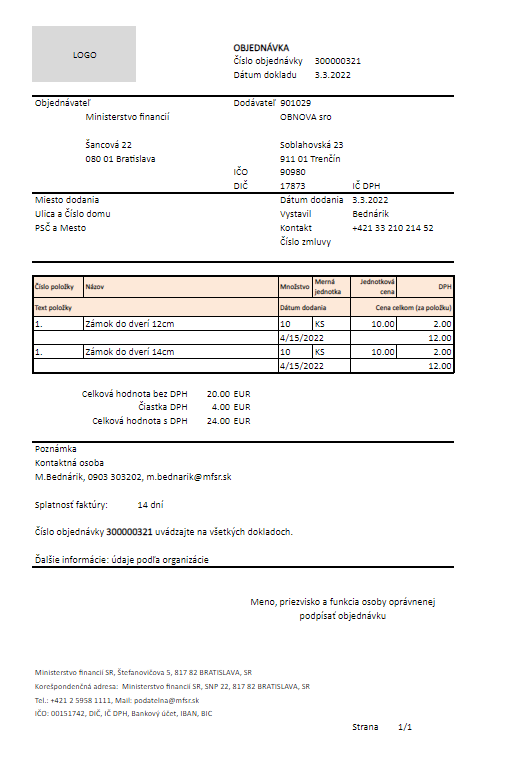 LOGO
OBJEDNÁVKA
Číslo objednávky 300000321
Dátum dokladu 3.3.2022
Objednávateľ Dodávateľ 901029
Ministerstvo financií OBNOVA sro
Šancová 22 Soblahovská 23
080 01 Bratislava 911 01 Trenčín
IČO 90980
DIČ 17873 IČ DPH
Miesto dodania Dátum dodania 3.3.2022
Ulica a Číslo domu Vystavil Bednárik
PSČ a Mesto Kontakt +421 33 210 214 52
Číslo zmluvy
Číslo položky Názov Množstvo Merná jednotka Jednotková cena DPH
Text položky Dátum dodania Cena celkom (za položku)
1. Zámok do dverí 12cm 10 KS 10.00 2.00
4/15/2022 12.00
1. Zámok do dverí 14cm 10 KS 10.00 2.00
4/15/2022 12.00
Celková hodnota bez DPH 20.00 EUR
Čiastka DPH 4.00 EUR
Celková hodnota s DPH 24.00 EUR
Poznámka
Kontaktná osoba
M.Bednárik, 0903 303202, m.bednarik@mfsr.sk
Splatnosť faktúry: 14 dní
Číslo objednávky 300000321 uvádzajte na všetkých dokladoch.
Ďalšie informácie: údaje podľa organizácie
Meno, priezvisko a funkcia osoby oprávnenej
podpísať objednávku
Ministerstvo financií SR, Štefanovičova 5, 817 82 BRATISLAVA, SR
Korešpondenčná adresa: Ministerstvo financií SR, SNP 22, 817 82 BRATISLAVA, SR
Tel.: +421 2 5958 1111, Mail: podatelna@mfsr.sk
IČO: 00151742, DIČ, IČ DPH, Bankový účet, IBAN, BIC
Strana 1/1